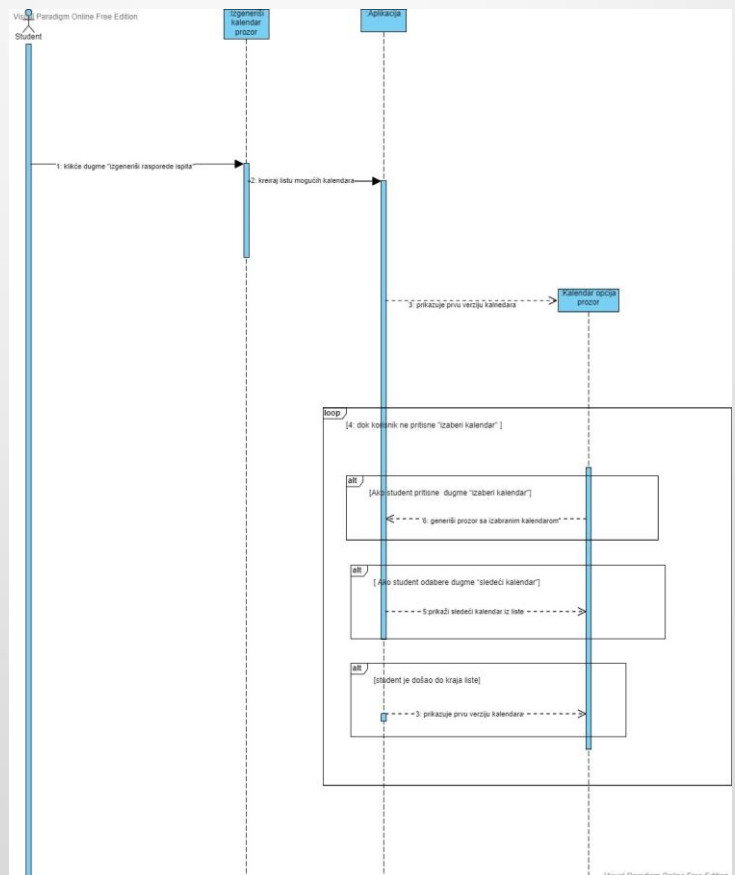 Visual Paradigm Online Free Edition
Student
:Izgeneriši
kalendar
prozor
:Aplikacija
1: klikće dugme "Izgeneriši rasporede ispita"
2: kreiraj listu mogućih kalendara
:Kalendar opcija
prozor
3: prikazuje prvu verziju kalnedara
loop
[4: dok korisnik ne pritisne "izaberi kalendar" ]
alt
[Ako student pritisne dugme "izaberi kalendar"]
6: generiši prozor sa izabranim kalendarom"
alt
[ Ako student odabere dugme "sledeći kalendar"]
5:prikaži sledeći kalendar iz liste
alt
[student je došao do kraja liste]
3: prikazuje prvu verziju kalendara
Visual Paradigm Online Free Edition